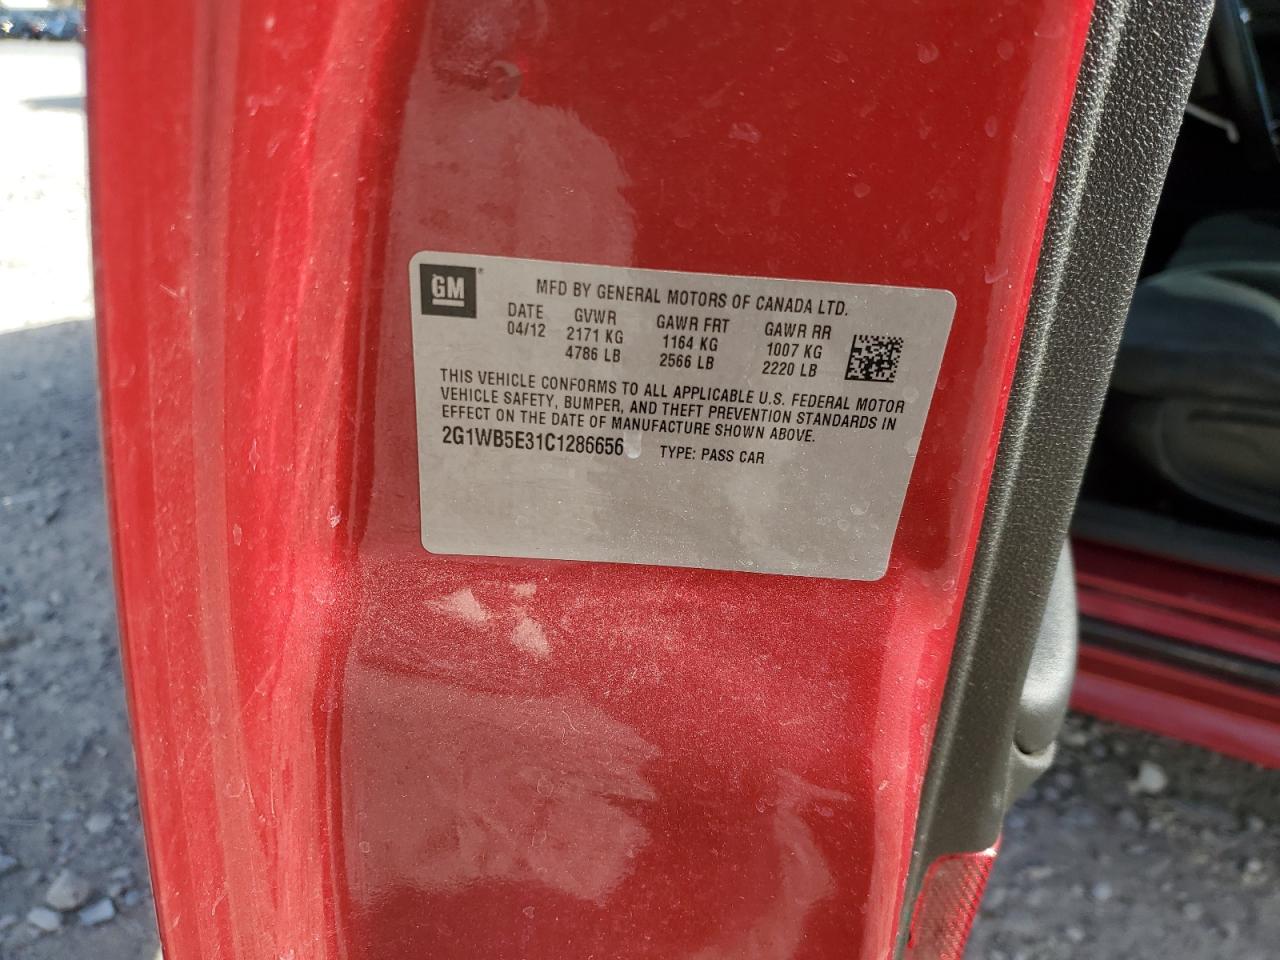 GM®
MFD BY GENERAL MOTORS OF CANADA LTD.
DATE GVWR GAWR FRT GAWR RR
04/12 2171 KG 1164 KG 1007 KG
4786 LB 2566 LB 2220 LB
THIS VEHICLE CONFORMS TO ALL APPLICABLE U.S. FEDERAL MOTOR
VEHICLE SAFETY, BUMPER, AND THEFT PREVENTION STANDARDS IN
EFFECT ON THE DATE OF MANUFACTURE SHOWN ABOVE.
2G1WB5E31C1286656 TYPE: PASS CAR